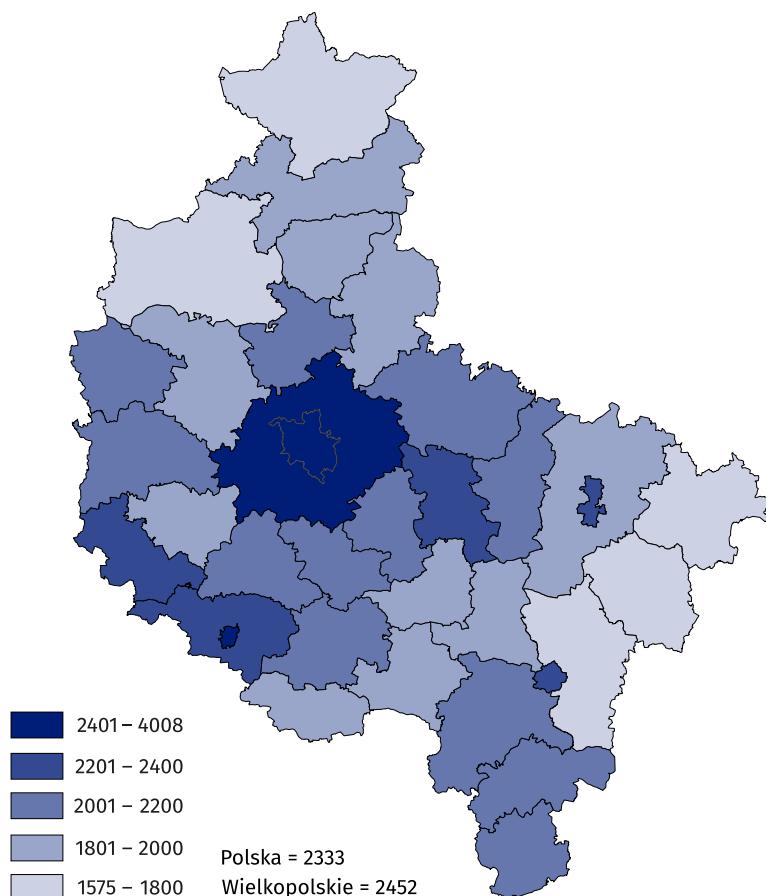 2401 – 4008
2201 – 2400
2001 – 2200
1801 – 2000
1575 – 1800
Polska = 2333
Wielkopolskie = 2452